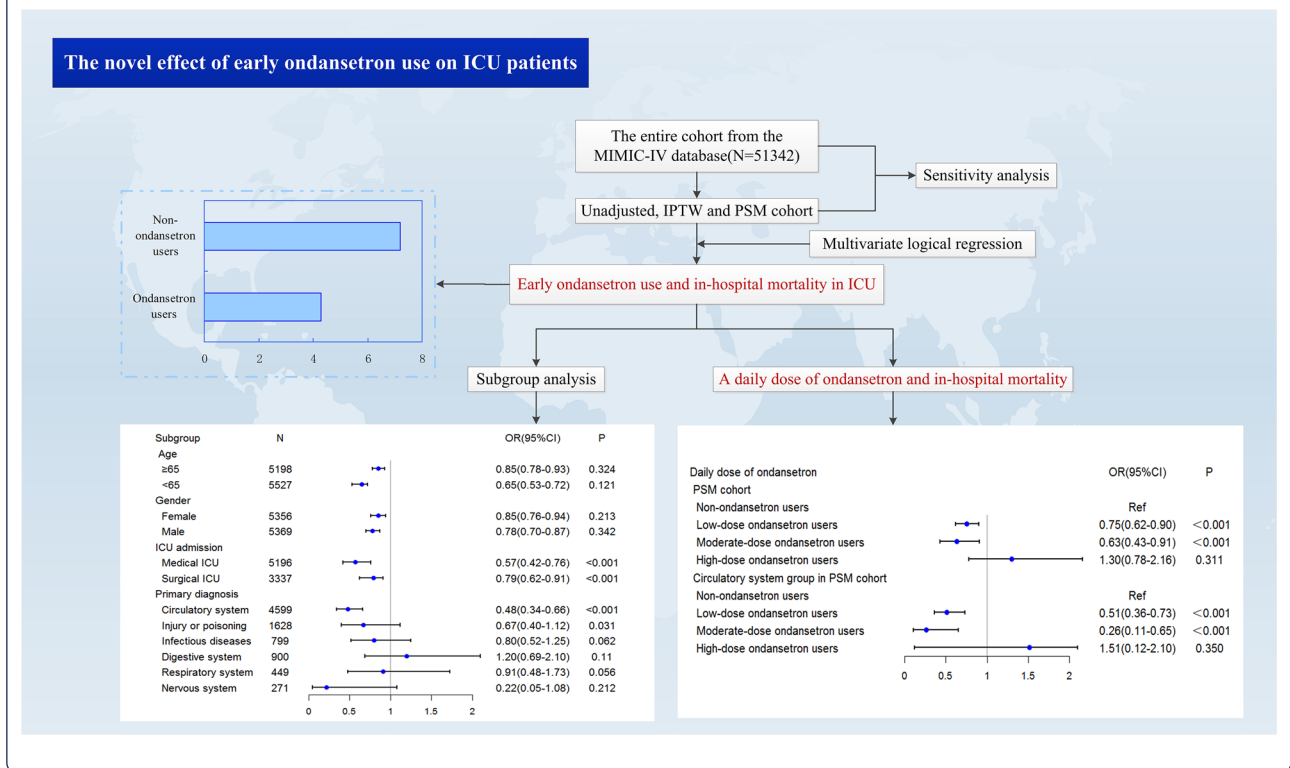 The novel effect of early ondansetron use on ICU patients
The entire cohort from the
MIMIC-IV database(N=51342)
Sensitivity analysis
Unadjusted, IPTW and PSM cohort
Multivariate logical regression
Early ondansetron use and in-hospital mortality in ICU
Non-
ondansetron
users
Ondansetron
users
0 2 4 6 8
Subgroup analysis
A daily dose of ondansetron and in-hospital mortality
Subgroup N OR(95%CI) P
Age
≥65 5198 0.85(0.78-0.93) 0.324
<65 5527 0.65(0.53-0.72) 0.121
Gender
Female 5356 0.85(0.76-0.94) 0.213
Male 5369 0.78(0.70-0.87) 0.342
ICU admission
Medical ICU 5196 0.57(0.42-0.76) <0.001
Surgical ICU 3337 0.79(0.62-0.91) <0.001
Primary diagnosis
Circulatory system 4599 0.48(0.34-0.66) <0.001
Injury or poisoning 1628 0.67(0.40-1.12) 0.031
Infectious diseases 799 0.80(0.52-1.25) 0.062
Digestive system 900 1.20(0.69-2.10) 0.11
Respiratory system 449 0.91(0.48-1.73) 0.056
Nervous system 271 0.22(0.05-1.08) 0.212
0 0.5 1 1.5 2
Daily dose of ondansetron OR(95%CI) P
PSM cohort
Non-ondansetron users Ref
Low-dose ondansetron users 0.75(0.62-0.90) <0.001
Moderate-dose ondansetron users 0.63(0.43-0.91) <0.001
High-dose ondansetron users 1.30(0.78-2.16) 0.311
Circulatory system group in PSM cohort
Non-ondansetron users Ref
Low-dose ondansetron users 0.51(0.36-0.73) <0.001
Moderate-dose ondansetron users 0.26(0.11-0.65) <0.001
High-dose ondansetron users 1.51(0.12-2.10) 0.350
0 0.5 1 1.5 2